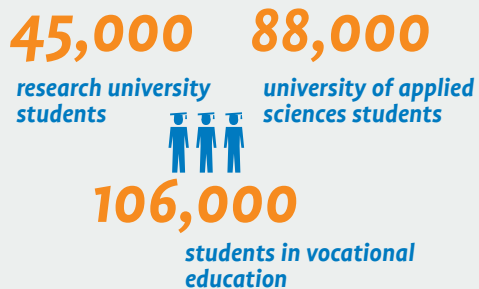 45,000
research university
students
88,000
university of applied
sciences students
106,000
students in vocational
education